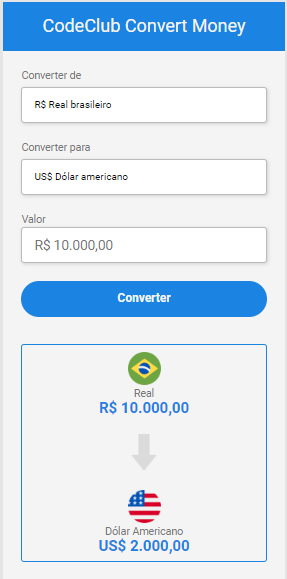 CodeClub Convert Money
Converter de
R$ Real brasileiro
Converter para
US$ Dólar americano
Valor
R$ 10.000,00
Converter
Real
R$ 10.000,00
Dólar Americano
US$ 2.000,00